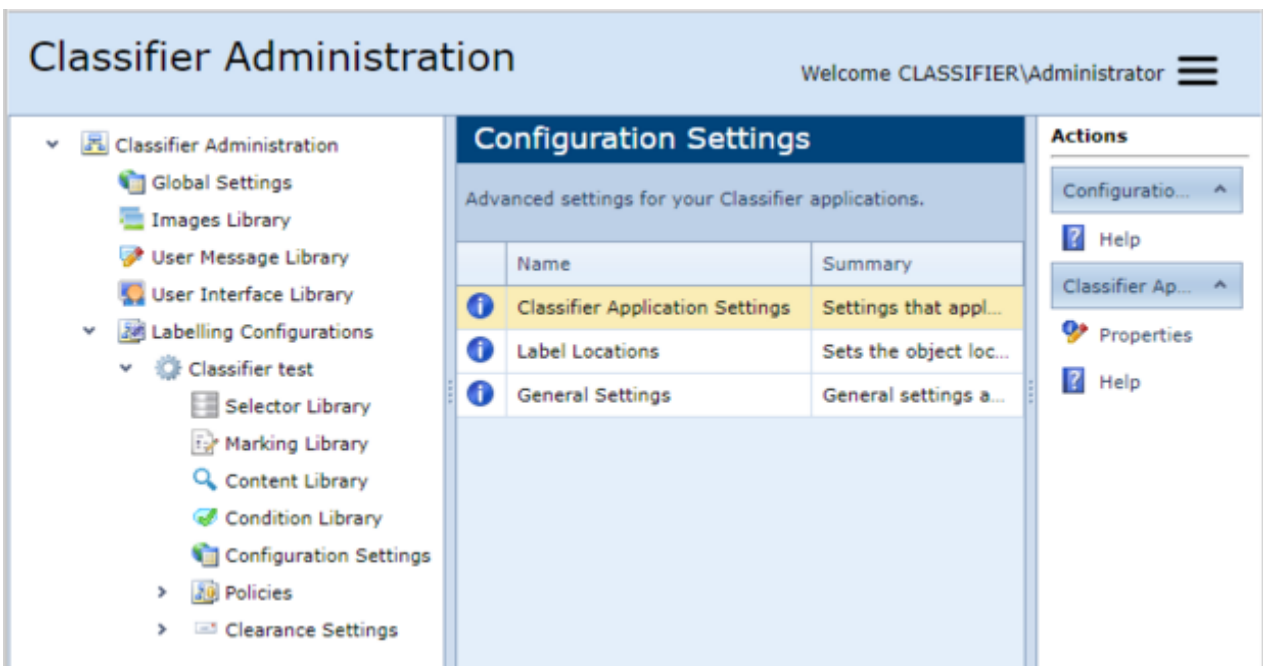 Classifier Administration
Welcome CLASSIFIER\Administrator
Classifier Administration
Global Settings
Images Library
User Message Library
User Interface Library
Labelling Configurations
Classifier test
Selector Library
Marking Library
Content Library
Condition Library
Configuration Settings
Policies
Clearance Settings
Configuration Settings
Advanced settings for your Classifier applications.
Name Summary
Classifier Application Settings Settings that appl...
Label Locations Sets the object loc...
General Settings General settings a...
Actions
Configuratio...
Help
Classifier Ap...
Properties
Help